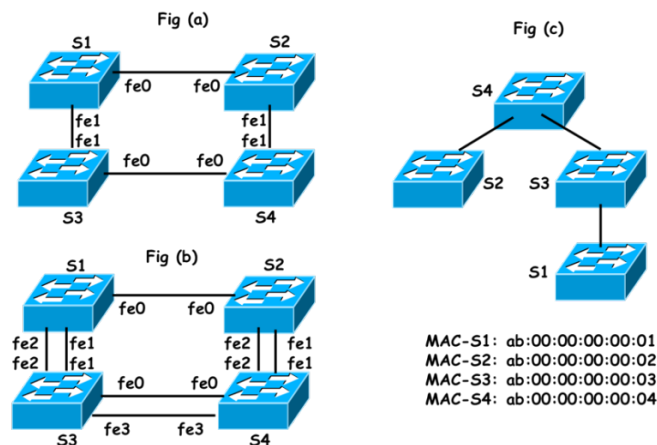 Fig (a)
S1
S2
fe0
fe0
fe1
fe1
fe1
fe1
fe0
fe0
S3
S4
Fig (b)
S1
S2
fe0
fe0
fe2
fe1
fe2
fe1
fe2
fe1
fe2
fe1
fe0
fe0
fe3
fe3
S3
S4
Fig (c)
S4
S2
S3
S1
MAC-S1: ab:00:00:00:00:01
MAC-S2: ab:00:00:00:00:02
MAC-S3: ab:00:00:00:00:03
MAC-S4: ab:00:00:00:00:04